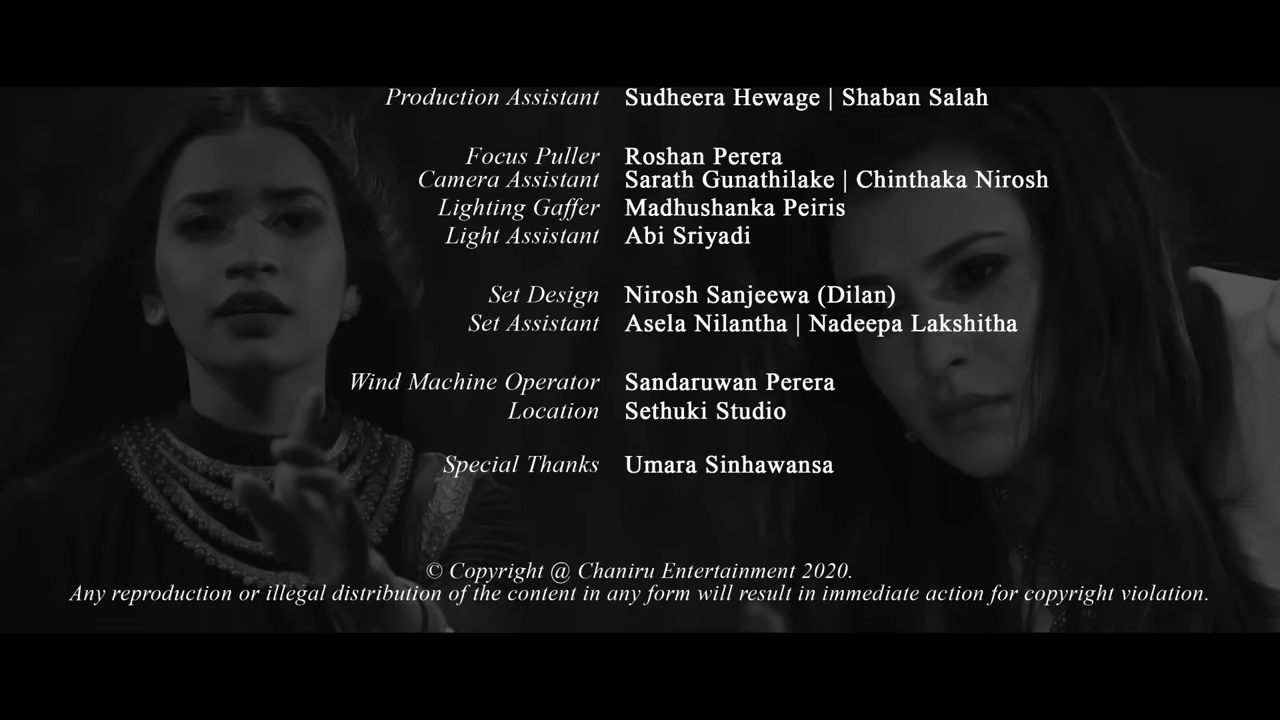 Production Assistant Sudheera Hewage | Shaban Salah
Focus Puller Roshan Perera
Camera Assistant Sarath Gunathilake | Chinthaka Nirosh
Lighting Gaffer Madhushanka Peiris
Light Assistant Abi Sriyadi
Set Design Nirosh Sanjeewa (Dilan)
Set Assistant Asela Nilantha | Nadeepa Lakshitha
Wind Machine Operator Sandaruwan Perera
Location Sethuki Studio
Special Thanks Umara Sinhawansa
© Copyright @ Chaniru Entertainment 2020.
Any reproduction or illegal distribution of the content in any form will result in immediate action for copyright violation.